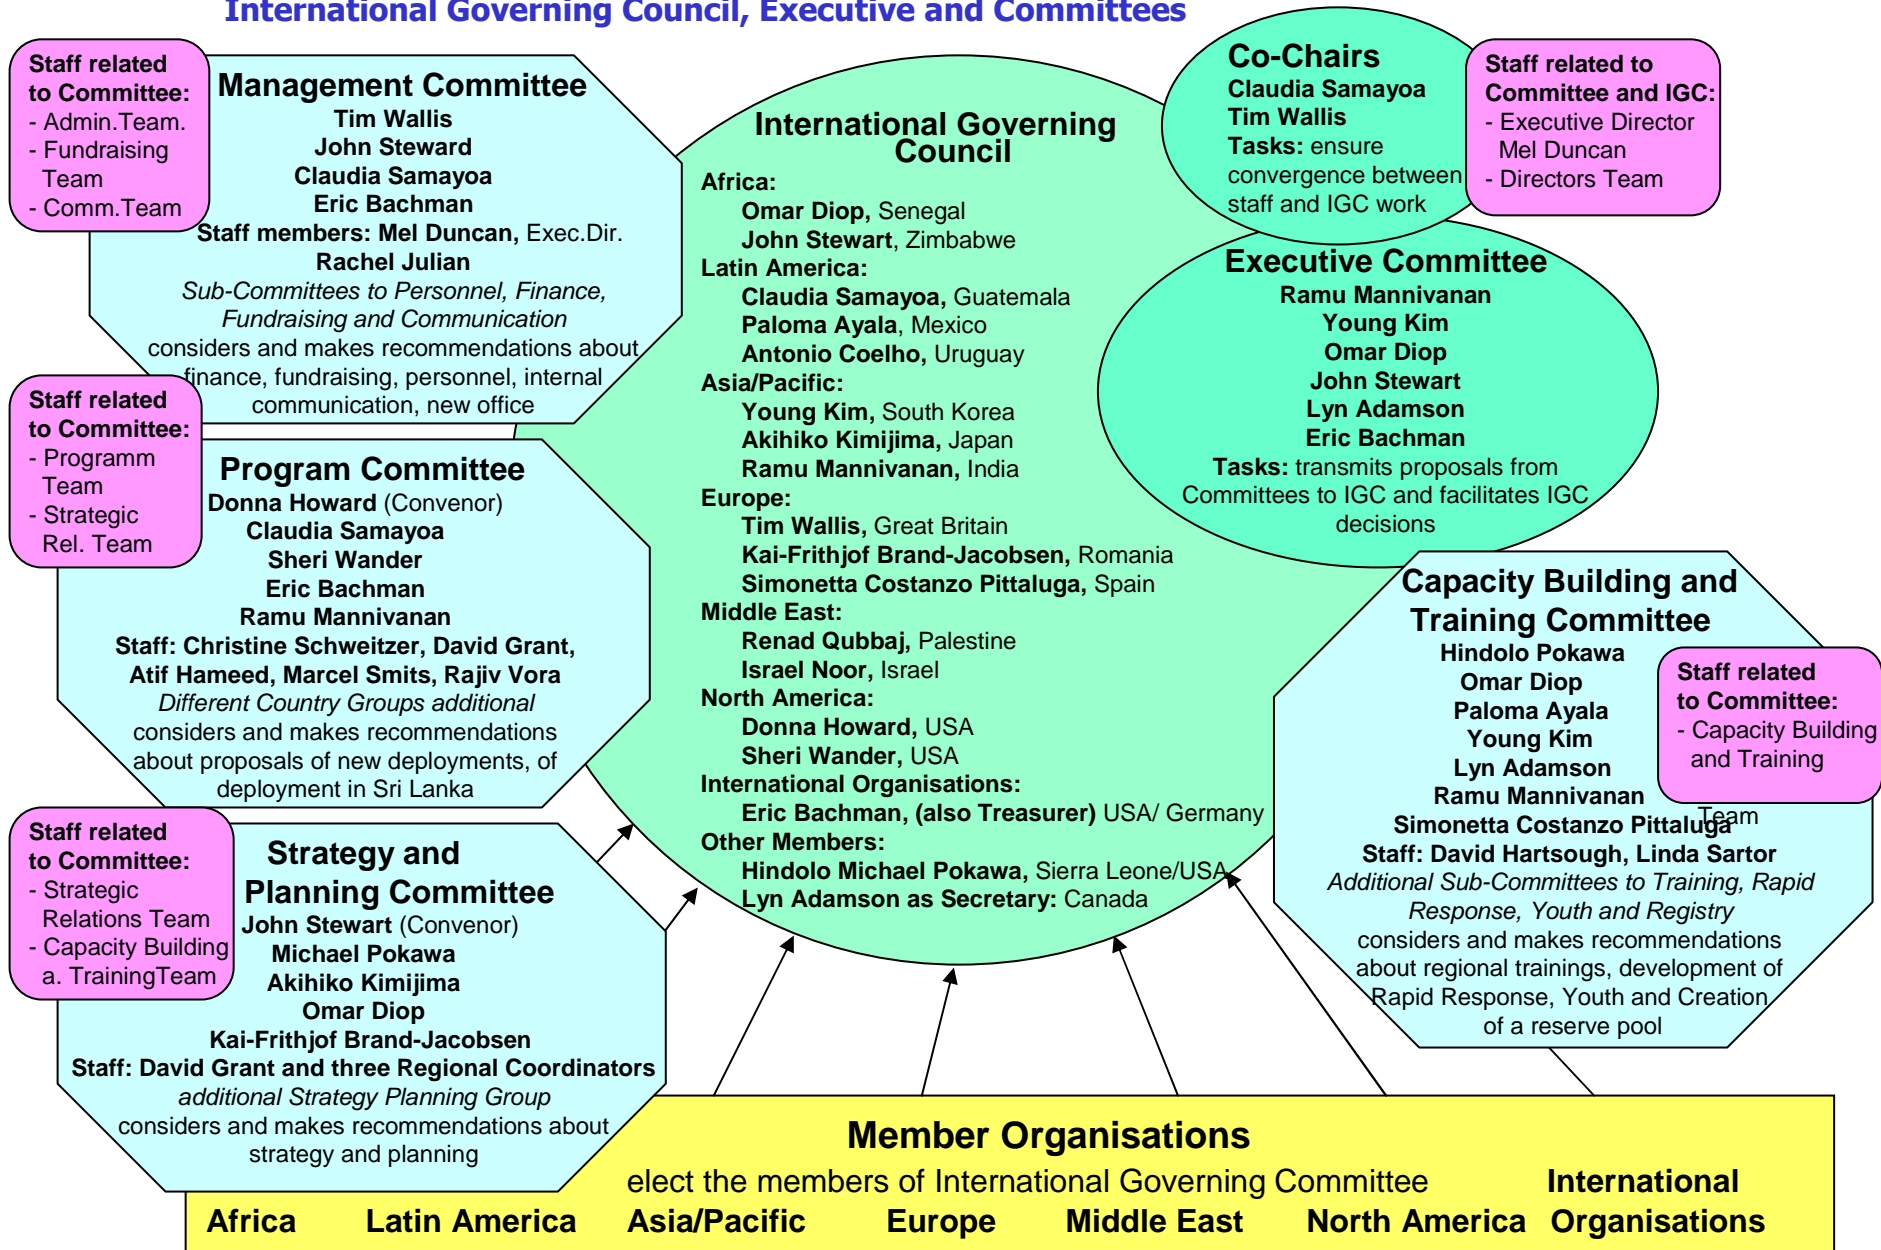 International Governing Council, Executive and Committees
Staff related
to Committee:
- Admin.Team.
- Fundraising
Team
- Comm.Team
Management Committee
Tim Wallis
John Steward
Claudia Samayoa
Eric Bachman
Staff members: Mel Duncan, Exec.Dir.
Rachel Julian
Sub-Committees to Personnel, Finance,
Fundraising and Communication
considers and makes recommendations about
finance, fundraising, personnel, internal
communication, new office
Staff related
to Committee:
- Programm
Team
- Strategic
Rel. Team
Program Committee
Donna Howard (Convenor)
Claudia Samayoa
Sheri Wander
Eric Bachman
Ramu Mannivanan
Staff: Christine Schweitzer, David Grant,
Atif Hameed, Marcel Smits, Rajiv Vora
Different Country Groups additional
considers and makes recommendations
about proposals of new deployments, of
deployment in Sri Lanka
Staff related
to Committee:
- Strategic
Relations Team
- Capacity Building
a. TrainingTeam
Strategy and
Planning Committee
John Stewart (Convenor)
Michael Pokawa
Akihiko Kimijima
Omar Diop
Kai-Frithjof Brand-Jacobsen
Staff: David Grant and three Regional Coordinators
additional Strategy Planning Group
considers and makes recommendations about
strategy and planning
International Governing
Council
Africa:
Omar Diop, Senegal
John Stewart, Zimbabwe
Latin America:
Claudia Samayoa, Guatemala
Paloma Ayala, Mexico
Antonio Coelho, Uruguay
Asia/Pacific:
Young Kim, South Korea
Akihiko Kimijima, Japan
Ramu Mannivanan, India
Europe:
Tim Wallis, Great Britain
Kai-Frithjof Brand-Jacobsen, Romania
Simonetta Costanzo Pittaluga, Spain
Middle East:
Renad Qubbaj, Palestine
Israel Noor, Israel
North America:
Donna Howard, USA
Sheri Wander, USA
International Organisations:
Eric Bachman, (also Treasurer) USA/ Germany
Other Members:
Hindolo Michael Pokawa, Sierra Leone/USA
Lyn Adamson as Secretary: Canada
Co-Chairs
Claudia Samayoa
Tim Wallis
Tasks: ensure
convergence between
staff and IGC work
Staff related to
Committee and IGC:
- Executive Director
Mel Duncan
- Directors Team
Executive Committee
Ramu Mannivanan
Young Kim
Omar Diop
John Stewart
Lyn Adamson
Eric Bachman
Tasks: transmits proposals from
Committees to IGC and facilitates IGC
decisions
Capacity Building and
Training Committee
Hindolo Pokawa
Omar Diop
Paloma Ayala
Young Kim
Lyn Adamson
Ramu Mannivanan
Simonetta Costanzo Pittaluga
Staff: David Hartsough, Linda Sartor
Additional Sub-Committees to Training, Rapid
Response, Youth and Registry
considers and makes recommendations
about regional trainings, development of
Rapid Response, Youth and Creation
of a reserve pool
Staff related
to Committee:
- Capacity Building
and Training
Team
Member Organisations
elect the members of International Governing Committee
Africa Latin America Asia/Pacific Europe Middle East North America International Organisations